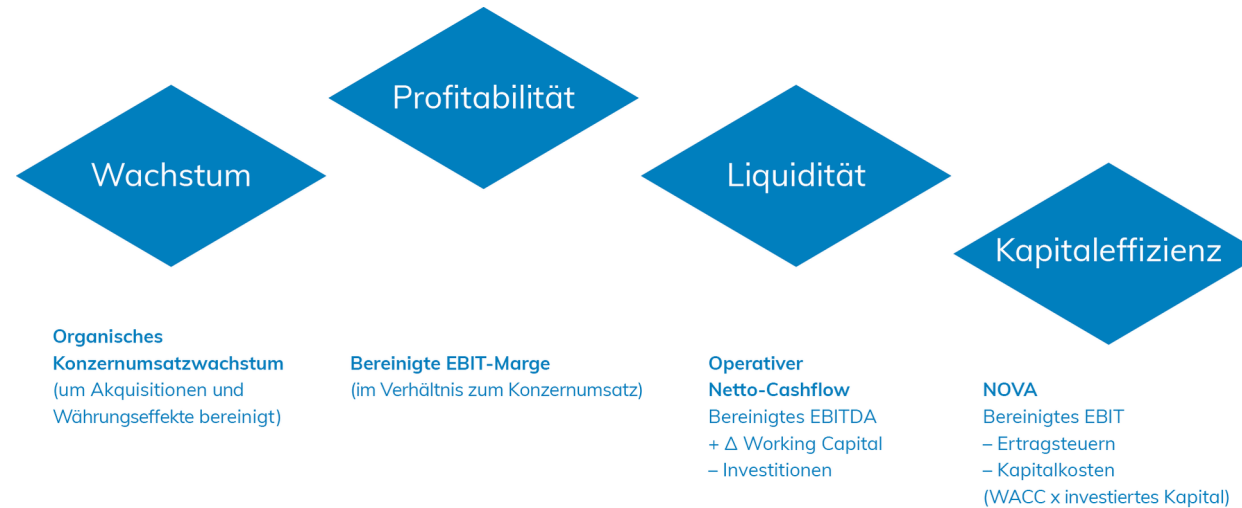 Wachstum
Profitabilität
Liquidität
Kapitaleffizienz
Organisches
Konzernumsatzwachstum
(um Akquisitionen und
Währungseffekte bereinigt)
Bereinigte EBIT-Marge
(im Verhältnis zum Konzernumsatz)
Operativer
Netto-Cashflow
Bereinigtes EBITDA
+ Δ Working Capital
– Investitionen
NOVA
Bereinigtes EBIT
– Ertragsteuern
– Kapitalkosten
(WACC x investiertes Kapital)